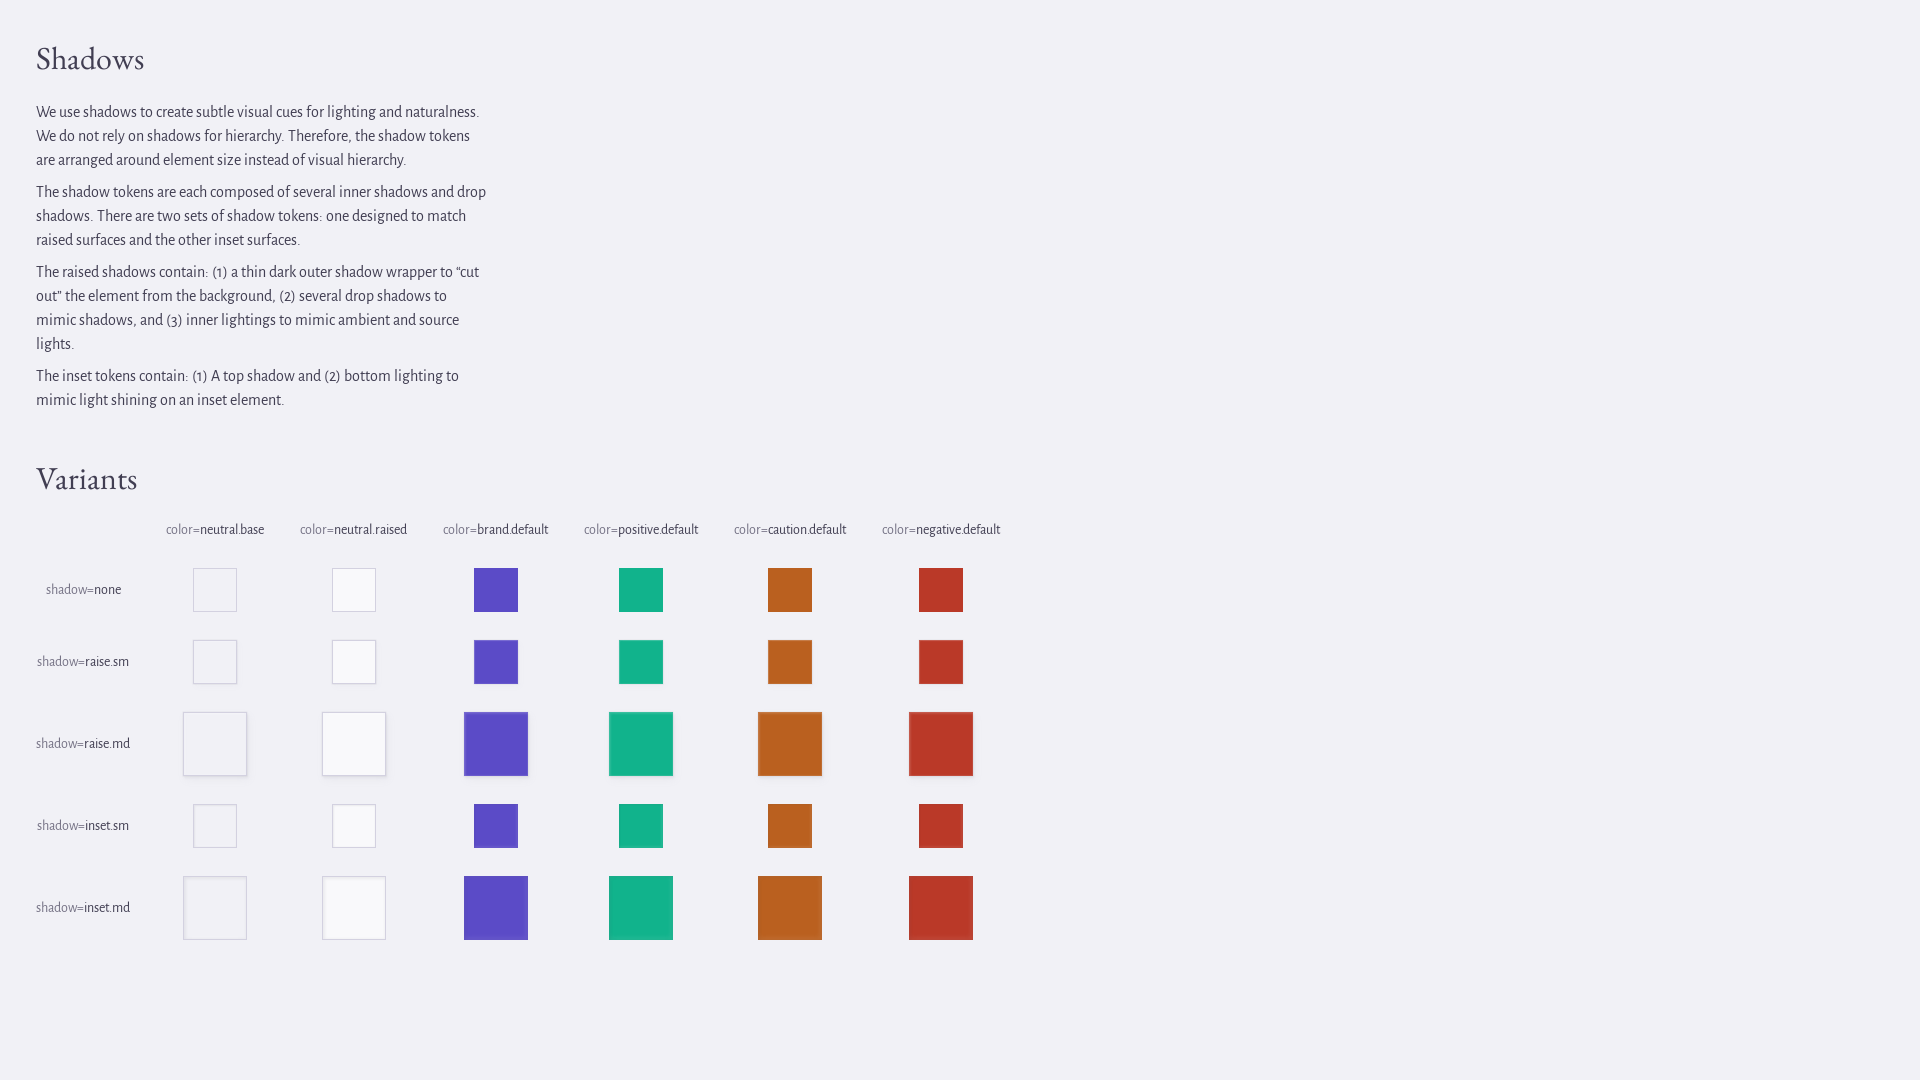 Shadows
We use shadows to create subtle visual cues for lighting and naturalness.
We do not rely on shadows for hierarchy. Therefore, the shadow tokens
are arranged around element size instead of visual hierarchy.
The shadow tokens are each composed of several inner shadows and drop
shadows. There are two sets of shadow tokens: one designed to match
raised surfaces and the other inset surfaces.
The raised shadows contain: (1) a thin dark outer shadow wrapper to “cut
out” the element from the background, (2) several drop shadows to
mimic shadows, and (3) inner lightings to mimic ambient and source
lights.
The inset tokens contain: (1) A top shadow and (2) bottom lighting to
mimic light shining on an inset element.
Variants
color=neutral.base color=neutral.raised color=brand.default color=positive.default color=caution.default color=negative.default
shadow=none
shadow=raise.sm
shadow=raise.md
shadow=inset.sm
shadow=inset.md